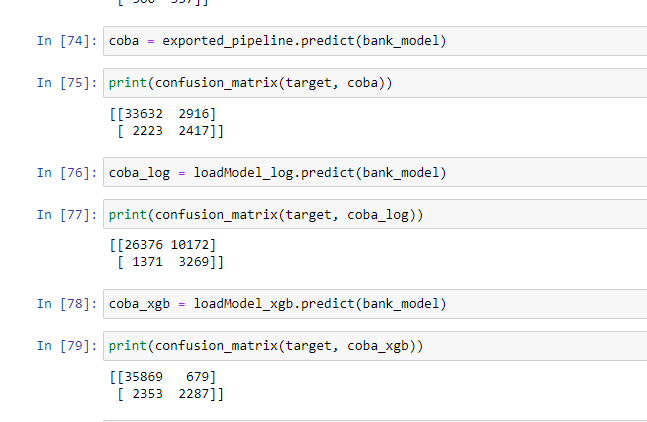 In [74]: coba = exported_pipeline.predict(bank_model)
In [75]: print(confusion_matrix(target, coba))
[[33632  2916]
 [ 2223  2417]]
In [76]: coba_log = loadModel_log.predict(bank_model)
In [77]: print(confusion_matrix(target, coba_log))
[[26376 10172]
 [ 1371  3269]]
In [78]: coba_xgb = loadModel_xgb.predict(bank_model)
In [79]: print(confusion_matrix(target, coba_xgb))
[[35869   679]
 [ 2353  2287]]